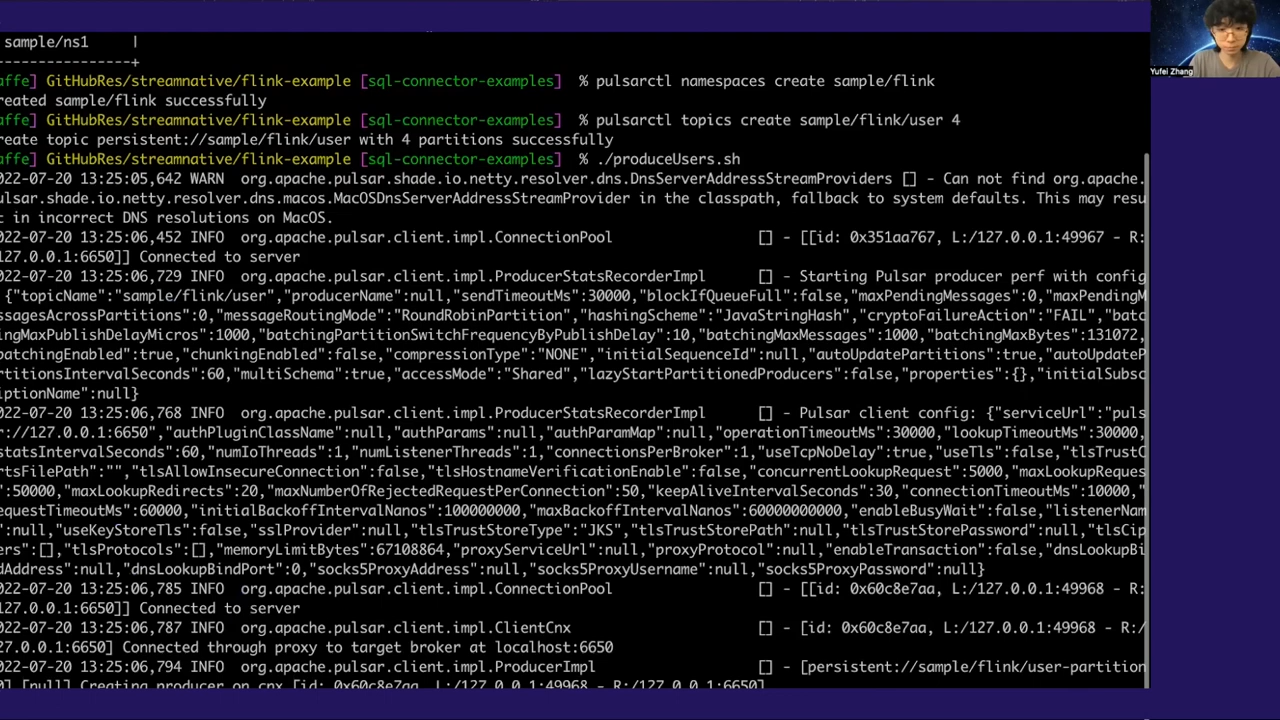 sample/ns1     |
----------------+
affe] GitHubRes/streamnative/flink-example [sql-connector-examples]  % pulsarctl namespaces create sample/flink
reated sample/flink successfully
affe] GitHubRes/streamnative/flink-example [sql-connector-examples]  % pulsarctl topics create sample/flink/user 4
reate topic persistent://sample/flink/user with 4 partitions successfully
affe] GitHubRes/streamnative/flink-example [sql-connector-examples]  % ./produceUsers.sh
022-07-20 13:25:05,642 WARN  org.apache.pulsar.shade.io.netty.resolver.dns.DnsServerAddressStreamProviders [] - Can not find org.apache.
ulsar.shade.io.netty.resolver.dns.macos.MacOSDnsServerAddressStreamProvider in the classpath, fallback to system defaults. This may resu
t in incorrect DNS resolutions on MacOS.
022-07-20 13:25:06,452 INFO  org.apache.pulsar.client.impl.ConnectionPool                   [] - [[id: 0x351aa767, L:/127.0.0.1:49967 - R:
127.0.0.1:6650]] Connected to server
022-07-20 13:25:06,729 INFO  org.apache.pulsar.client.impl.ProducerStatsRecorderImpl       [] - Starting Pulsar producer perf with config
 {"topicName":"sample/flink/user","producerName":null,"sendTimeoutMs":30000,"blockIfQueueFull":false,"maxPendingMessages":0,"maxPendingM
ssagesAcrossPartitions":0,"messageRoutingMode":"RoundRobinPartition","hashingScheme":"JavaStringHash","cryptoFailureAction":"FAIL","batc
ingMaxPublishDelayMicros":1000,"batchingPartitionSwitchFrequencyByPublishDelay":10,"batchingMaxMessages":1000,"batchingMaxBytes":131072,
batchingEnabled":true,"chunkingEnabled":false,"compressionType":"NONE","initialSequenceId":null,"autoUpdatePartitions":true,"autoUpdateP
rtitionsIntervalSeconds":60,"multiSchema":true,"accessMode":"Shared","lazyStartPartitionedProducers":false,"properties":{},"initialSubsc
iptionName":null}
022-07-20 13:25:06,768 INFO  org.apache.pulsar.client.impl.ProducerStatsRecorderImpl       [] - Pulsar client config: {"serviceUrl":"puls
r://127.0.0.1:6650","authPluginClassName":null,"authParams":null,"authParamMap":null,"operationTimeoutMs":30000,"lookupTimeoutMs":30000,
statsIntervalSeconds":60,"numIoThreads":1,"numListenerThreads":1,"connectionsPerBroker":1,"useTcpNoDelay":true,"useTls":false,"tlsTrustC
rtsFilePath":"","tlsAllowInsecureConnection":false,"tlsHostnameVerificationEnable":false,"concurrentLookupRequest":5000,"maxLookupReques
":50000,"maxLookupRedirects":20,"maxNumberOfRejectedRequestPerConnection":50,"keepAliveIntervalSeconds":30,"connectionTimeoutMs":10000,"
equestTimeoutMs":60000,"initialBackoffIntervalNanos":100000000,"maxBackoffIntervalNanos":60000000000,"enableBusyWait":false,"listenerNam
":null,"useKeyStoreTls":false,"sslProvider":null,"tlsTrustStoreType":"JKS","tlsTrustStorePath":null,"tlsTrustStorePassword":null,"tlsCip
ers":[],"tlsProtocols":[],"memoryLimitBytes":67108864,"proxyServiceUrl":null,"proxyProtocol":null,"enableTransaction":false,"dnsLookupBi
dAddress":null,"dnsLookupBindPort":0,"socks5ProxyAddress":null,"socks5ProxyUsername":null,"socks5ProxyPassword":null}
022-07-20 13:25:06,785 INFO  org.apache.pulsar.client.impl.ConnectionPool                   [] - [[id: 0x60c8e7aa, L:/127.0.0.1:49968 - R:
127.0.0.1:6650]] Connected to server
022-07-20 13:25:06,787 INFO  org.apache.pulsar.client.impl.ClientCnx                        [] - [id: 0x60c8e7aa, L:/127.0.0.1:49968 - R:/
27.0.0.1:6650] Connected through proxy to target broker at localhost:6650
022-07-20 13:25:06,794 INFO  org.apache.pulsar.client.impl.ProducerImpl                     [] - [persistent://sample/flink/user-partition
0] [null] Creating producer on cnx [id: 0x60c8e7aa, L:/127.0.0.1:49968 - R:/127.0.0.1:6650]
Yufei Zhang